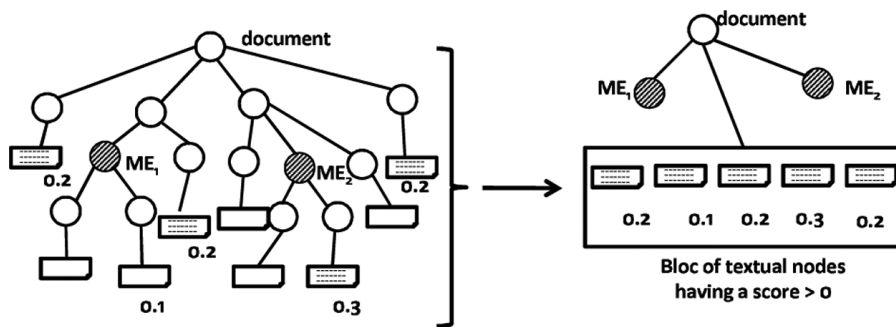 document
ME₁
0.2
ME₂
0.2
0.2
0.1
0.3
document
ME₁
ME₂
0.2 0.1 0.2 0.3 0.2
Bloc of textual nodes
having a score > 0